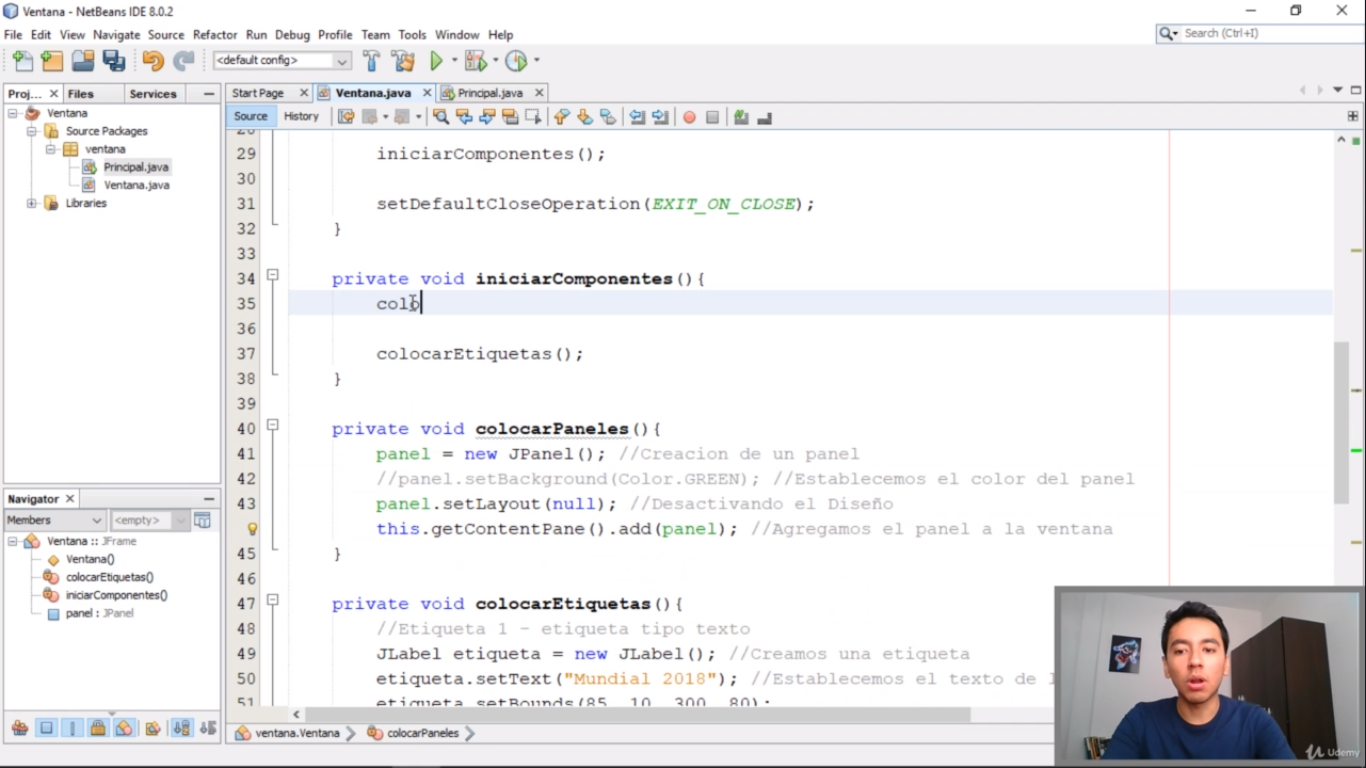 Ventana - NetBeans IDE 8.0.2
File Edit View Navigate Source Refactor Run Debug Profile Team Tools Window Help
Search (Ctrl+I)
<default config>
Proj... Files Services
Start Page Ventana.java Principal.java
Source History
Ventana
Source Packages
ventana
Principal.java
Ventana.java
Libraries
29 iniciarComponentes();
30
31 setDefaultCloseOperation(EXIT_ON_CLOSE);
32 }
33
34 private void iniciarComponentes(){
35 colo
36
37 colocarEtiquetas();
38 }
39
40 private void colocarPaneles(){
41 panel = new JPanel(); //Creacion de un panel
42 //panel.setBackground(Color.GREEN); //Establecemos el color del panel
43 panel.setLayout(null); //Desactivando el Diseño
this.getContentPane().add(panel); //Agregamos el panel a la ventana
45 }
46
47 private void colocarEtiquetas(){
48 //Etiqueta 1 - etiqueta tipo texto
49 JLabel etiqueta = new JLabel(); //Creamos una etiqueta
50 etiqueta.setText("Mundial 2018"); //Establecemos el texto de
51 etiqueta.setBounds(85, 10, 300, 80);
Navigator
Members <empty>
Ventana :: JFrame
Ventana()
colocarEtiquetas()
iniciarComponentes()
panel : JPanel
ventana.Ventana colocarPaneles
Udemy